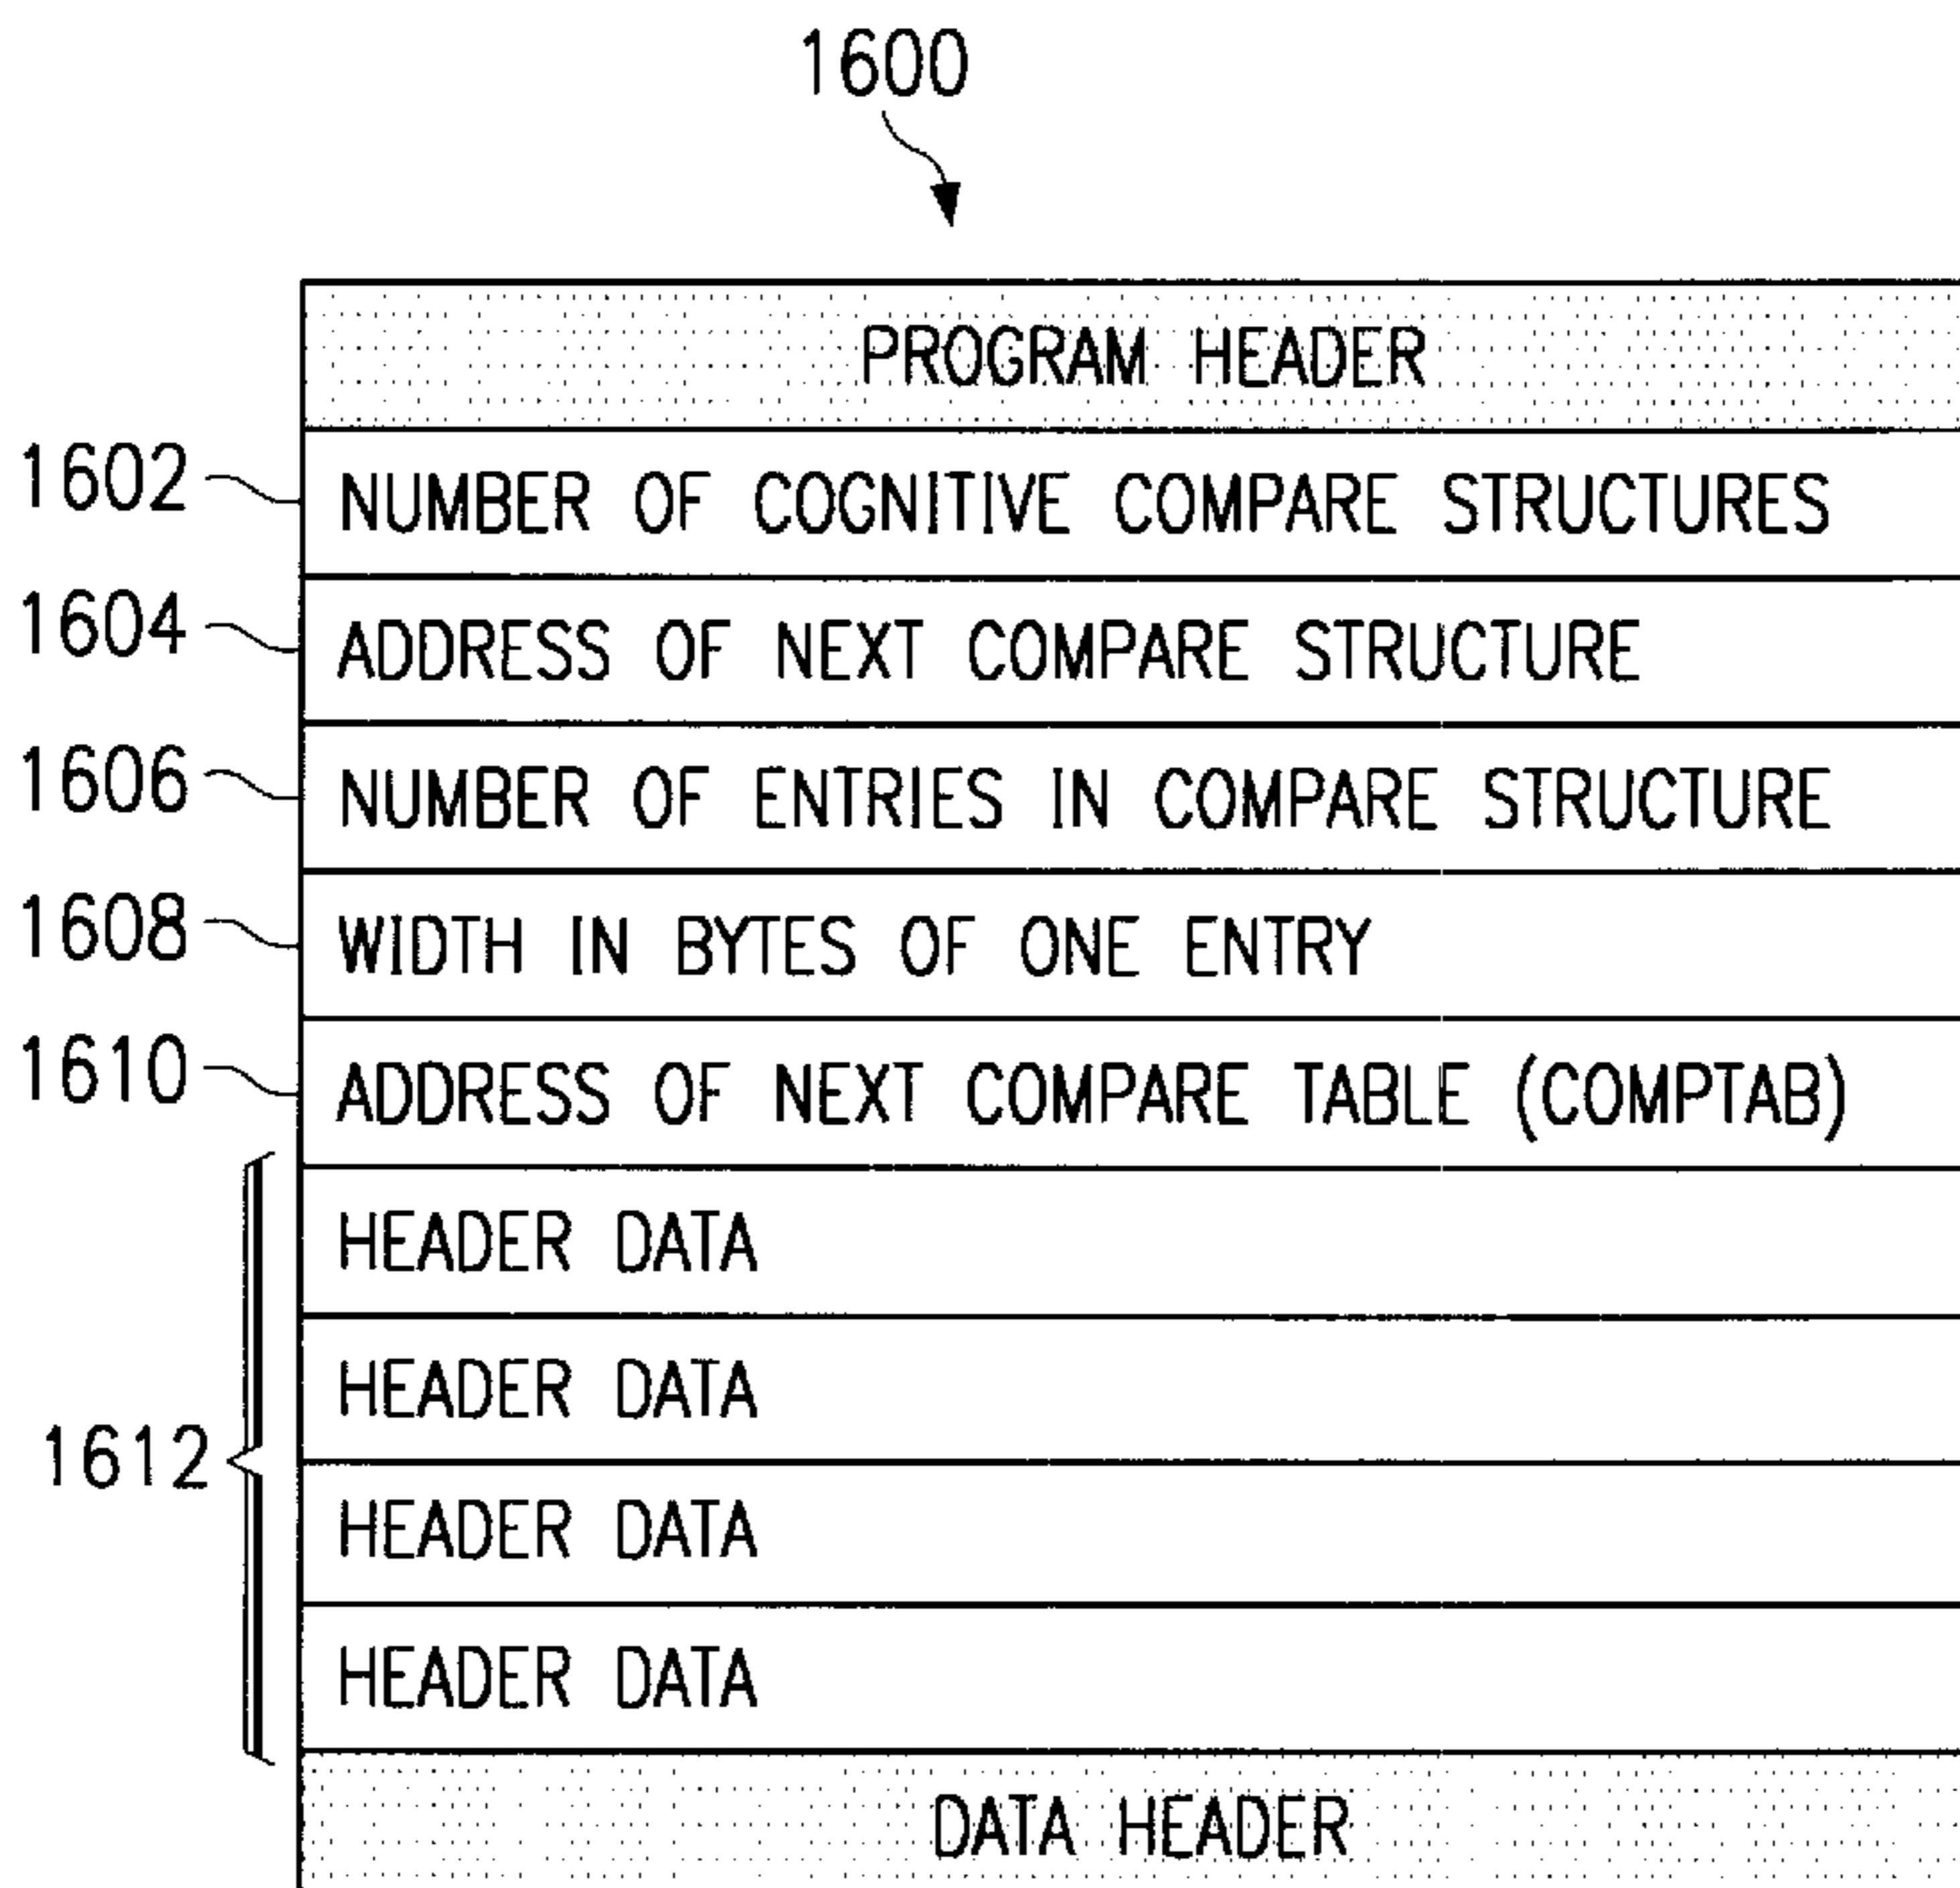 1600
PROGRAM HEADER
1602 NUMBER OF COGNITIVE COMPARE STRUCTURES
1604 ADDRESS OF NEXT COMPARE STRUCTURE
1606 NUMBER OF ENTRIES IN COMPARE STRUCTURE
1608 WIDTH IN BYTES OF ONE ENTRY
1610 ADDRESS OF NEXT COMPARE TABLE (COMPTAB)
HEADER DATA
HEADER DATA
1612
HEADER DATA
HEADER DATA
DATA HEADER